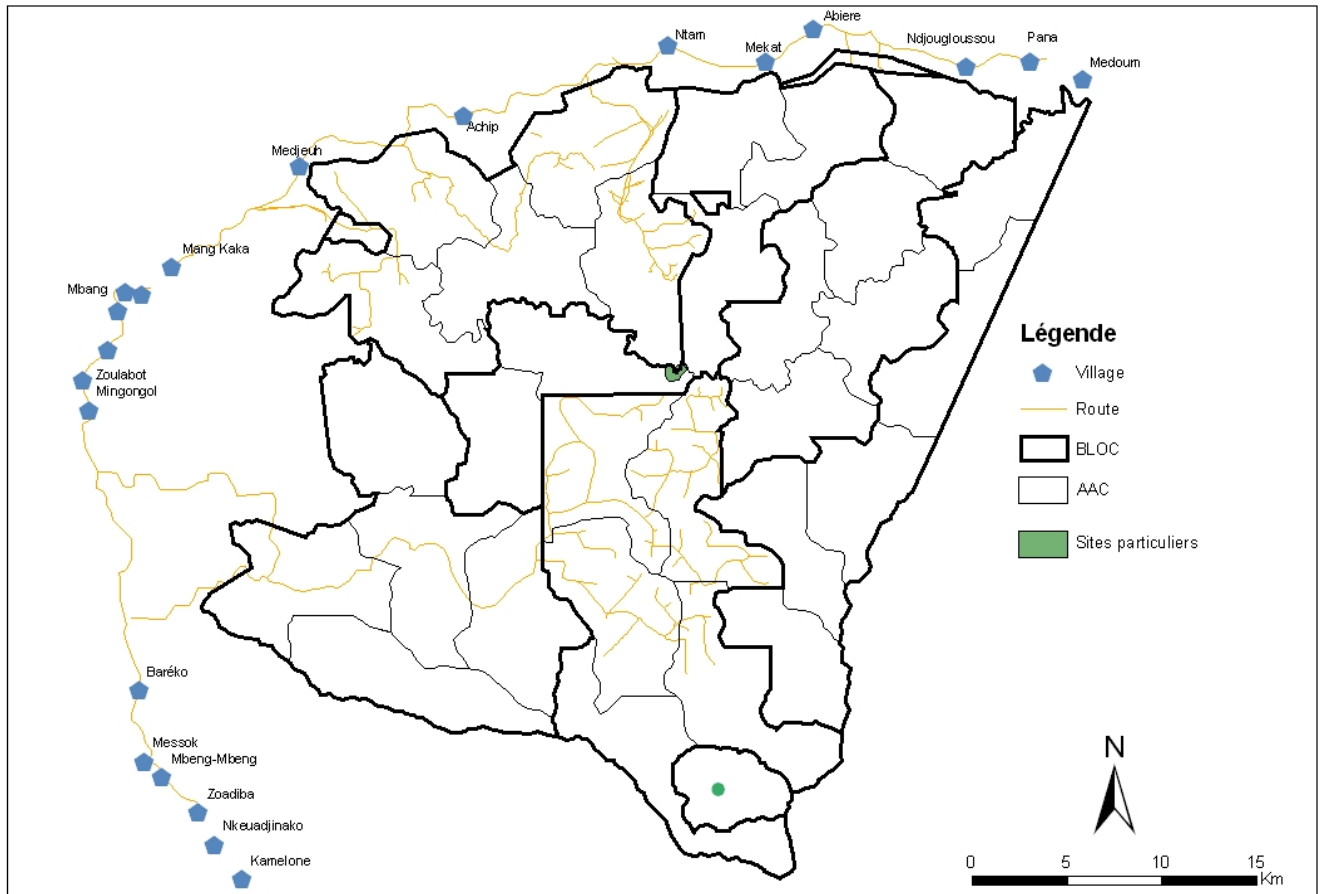 Abiere
Ntam
Mekat
Ndjougloussou
Pana
Medoum
Achip
Medjeuh
Mang Kaka
Mbang
Zoulabot
Mingongol
Légende
Village
Route
BLOC
AAC
Sites particuliers
Baréko
Messok
Mbeng-Mbeng
Zoadiba
Nkeuadjinako
Kamelone
N
0 5 10 15
Km